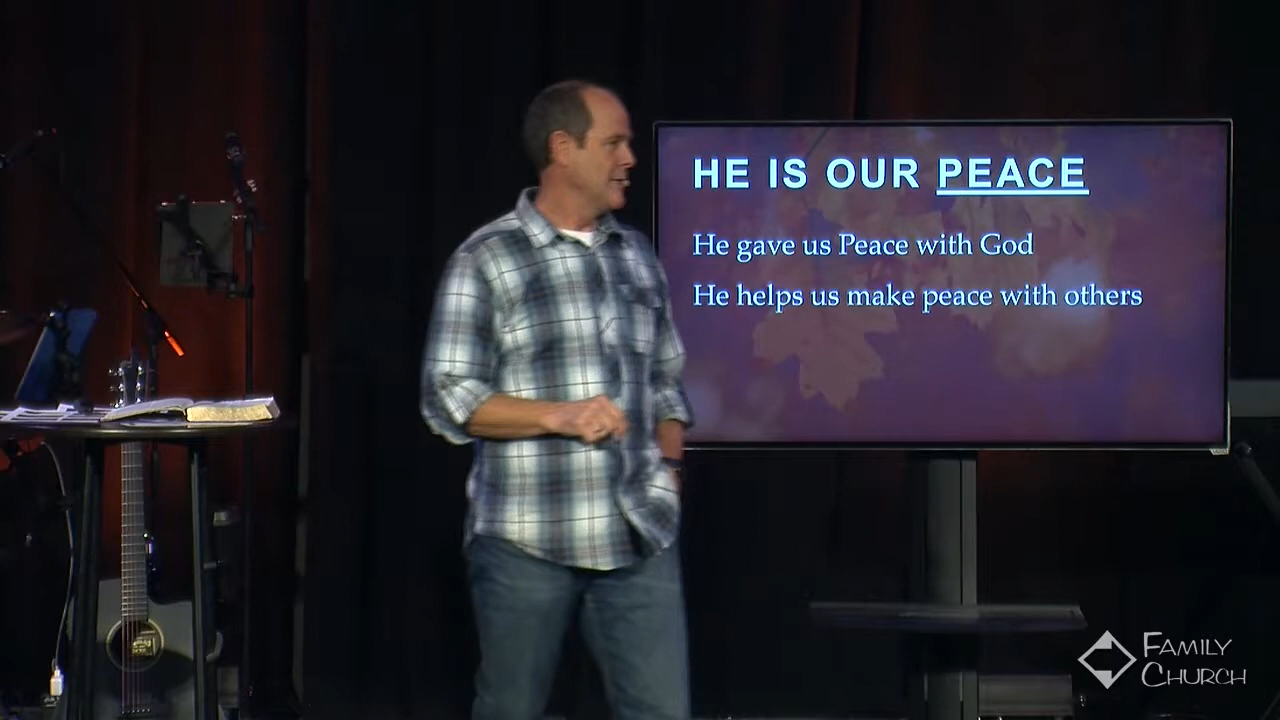 HE IS OUR PEACE
He gave us Peace with God
He helps us make peace with others
FAMILY
CHURCH